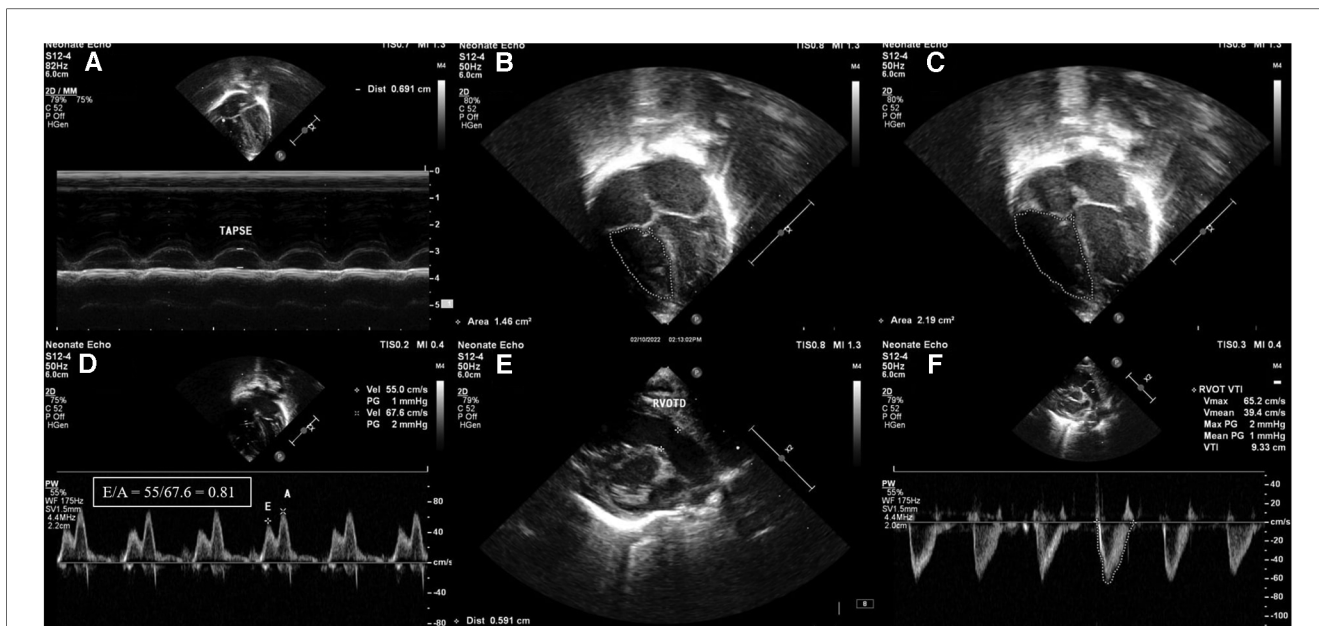 A
Neonate Echo
TIS0.7 MI 1.3
S12-4
82Hz
6.0cm
M4
2D / MM
79% 75%
C 52
P Off
HGen
Dist 0.691 cm
P
TAPSE
0
1
2
3
4
5
B
Neonate Echo
TIS0.8 MI 1.3
S12-4
50Hz
6.0cm
M4
2D
80%
C 52
P Off
HGen
P
Area 1.46 cm²
02/10/2022 02:13:02PM
C
Neonate Echo
TIS0.8 MI 1.3
S12-4
50Hz
6.0cm
M4
2D
80%
C 52
P Off
HGen
P
Area 2.19 cm²
D
Neonate Echo
TIS0.2 MI 0.4
S12-4
50Hz
6.0cm
M4
2D
75%
C 52
P Off
HGen
Vel 55.0 cm/s
PG 1 mmHg
Vel 67.6 cm/s
PG 2 mmHg
P
PW
55%
WF 175Hz
SV1.5mm
4.4MHz
2.2cm
E/A = 55/67.6 = 0.81
E
A
80
40
cm/s
-40
-80
E
Neonate Echo
TIS0.8 MI 1.3
S12-4
50Hz
6.0cm
M4
2D
79%
C 52
P Off
HGen
P
RVOTD
x2
B
Dist 0.591 cm
F
Neonate Echo
TIS0.3 MI 0.4
S12-4
50Hz
6.0cm
M4
2D
79%
C 52
P Off
HGen
P
x2
RVOT VTI
Vmax 65.2 cm/s
Vmean 39.4 cm/s
Max PG 2 mmHg
Mean PG 1 mmHg
VTI 9.33 cm
PW
55%
WF 175Hz
SV1.5mm
4.4MHz
2.0cm
40
20
cm/s
-20
-40
-60
-80
-100